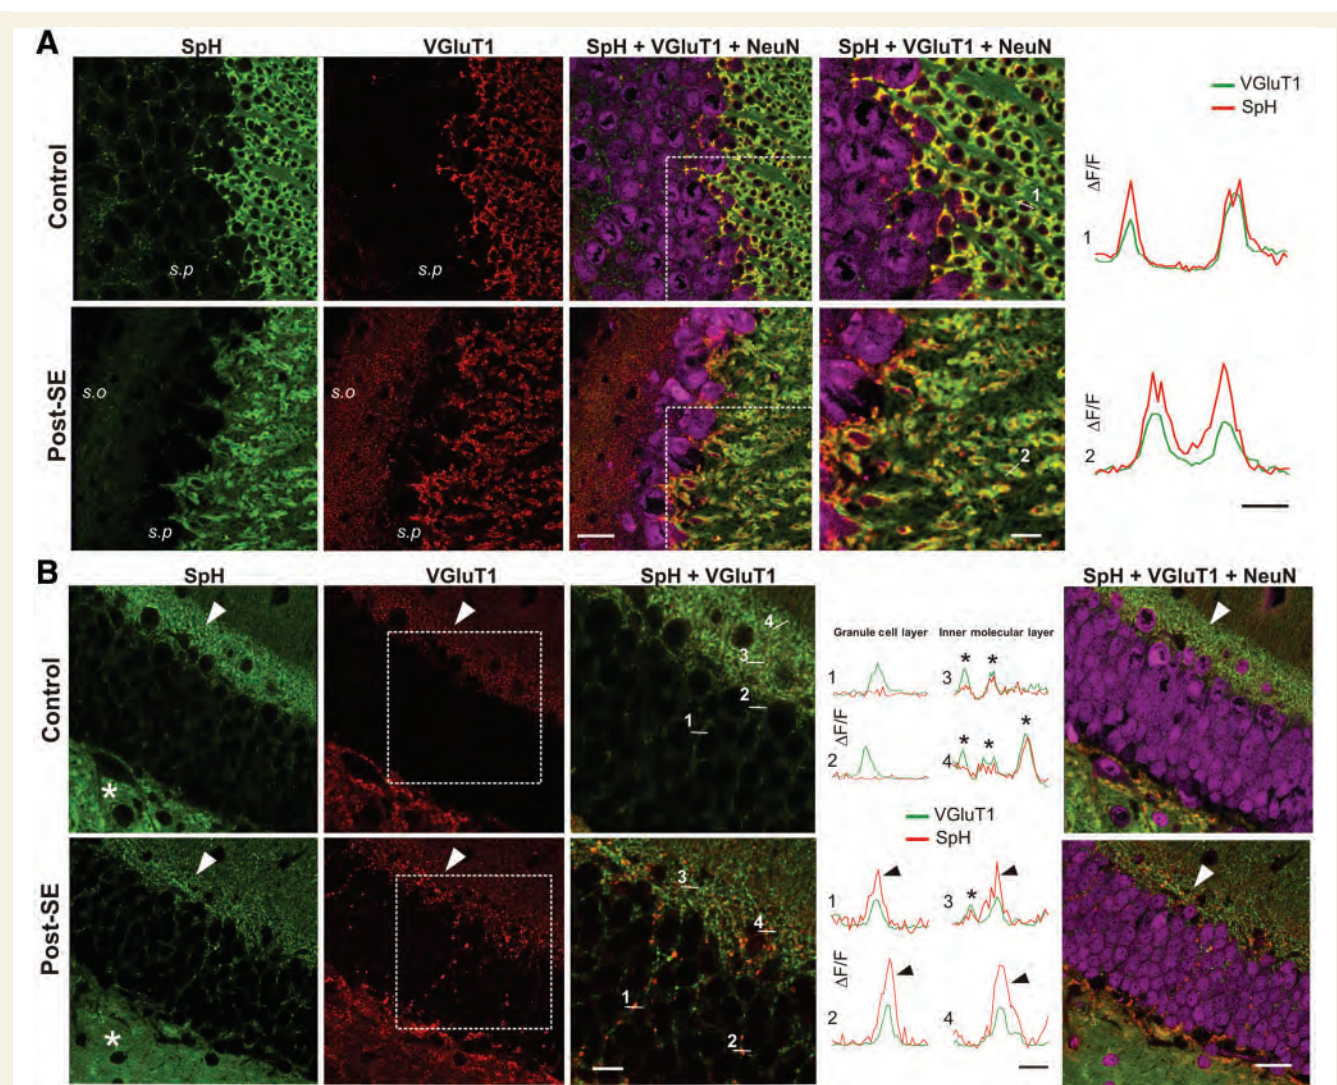 A
SpH
VGluT1
SpH + VGluT1 + NeuN
SpH + VGluT1 + NeuN
Control
s.p
s.p
1
VGluT1
SpH
ΔF/F
1
Post-SE
s.o
s.p
s.o
s.p
2
ΔF/F
2
B
SpH
VGluT1
SpH + VGluT1
SpH + VGluT1 + NeuN
Control
*
4
3
2
1
Granule cell layer
Inner molecular layer
1
3
* *
ΔF/F
2
4
* * *
VGluT1
SpH
Post-SE
*
3
4
1
2
1
3
*
ΔF/F
2
4